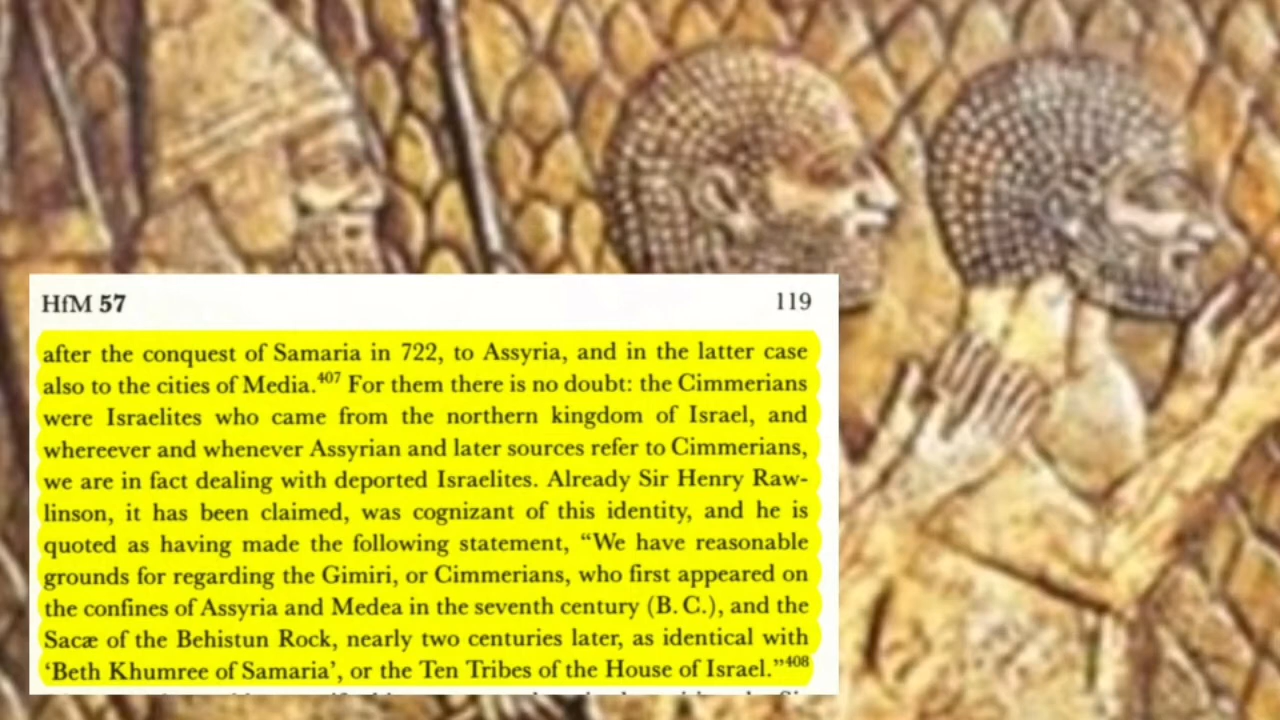 HfM 57 119
after the conquest of Samaria in 722, to Assyria, and in the latter case
also to the cities of Media.⁴⁰⁷ For them there is no doubt: the Cimmerians
were Israelites who came from the northern kingdom of Israel, and
whereever and whenever Assyrian and later sources refer to Cimmerians,
we are in fact dealing with deported Israelites. Already Sir Henry Raw-
linson, it has been claimed, was cognizant of this identity, and he is
quoted as having made the following statement, “We have reasonable
grounds for regarding the Gimiri, or Cimmerians, who first appeared on
the confines of Assyria and Medea in the seventh century (B. C.), and the
Sacæ of the Behistun Rock, nearly two centuries later, as identical with
‘Beth Khumree of Samaria’, or the Ten Tribes of the House of Israel.”⁴⁰⁸